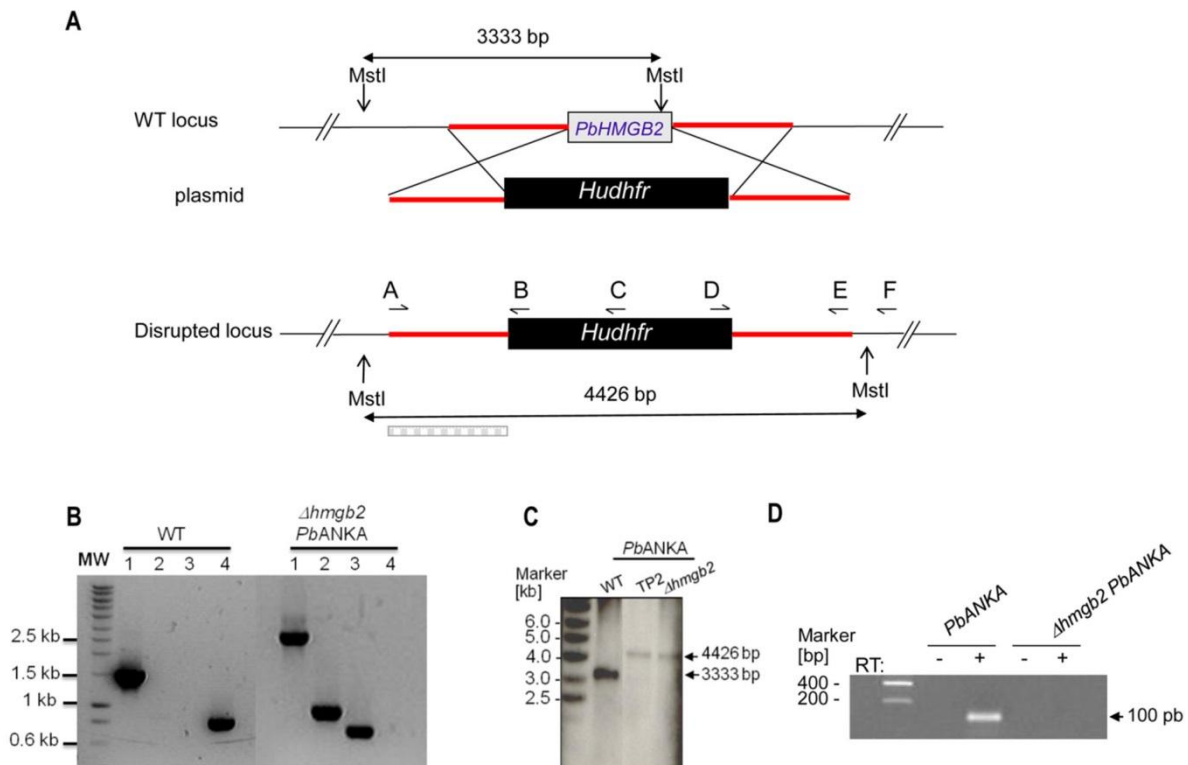 A
3333 bp
MstI MstI
WT locus
PbHMGB2
plasmid
Hudhfr
A B C D E F
Disrupted locus
Hudhfr
MstI MstI
4426 bp
B
WT
Δhmgb2
PbANKA
MW 1 2 3 4 1 2 3 4
2.5 kb
1.5 kb
1 kb
0.6 kb
C
PbANKA
Marker
[kb]
WT TP2 Δhmgb2
6.0
5.0
4.0
3.0
2.5
4426 bp
3333 bp
D
PbANKA Δhmgb2 PbANKA
Marker
[bp]
RT: - + - +
400 -
200 -
100 pb